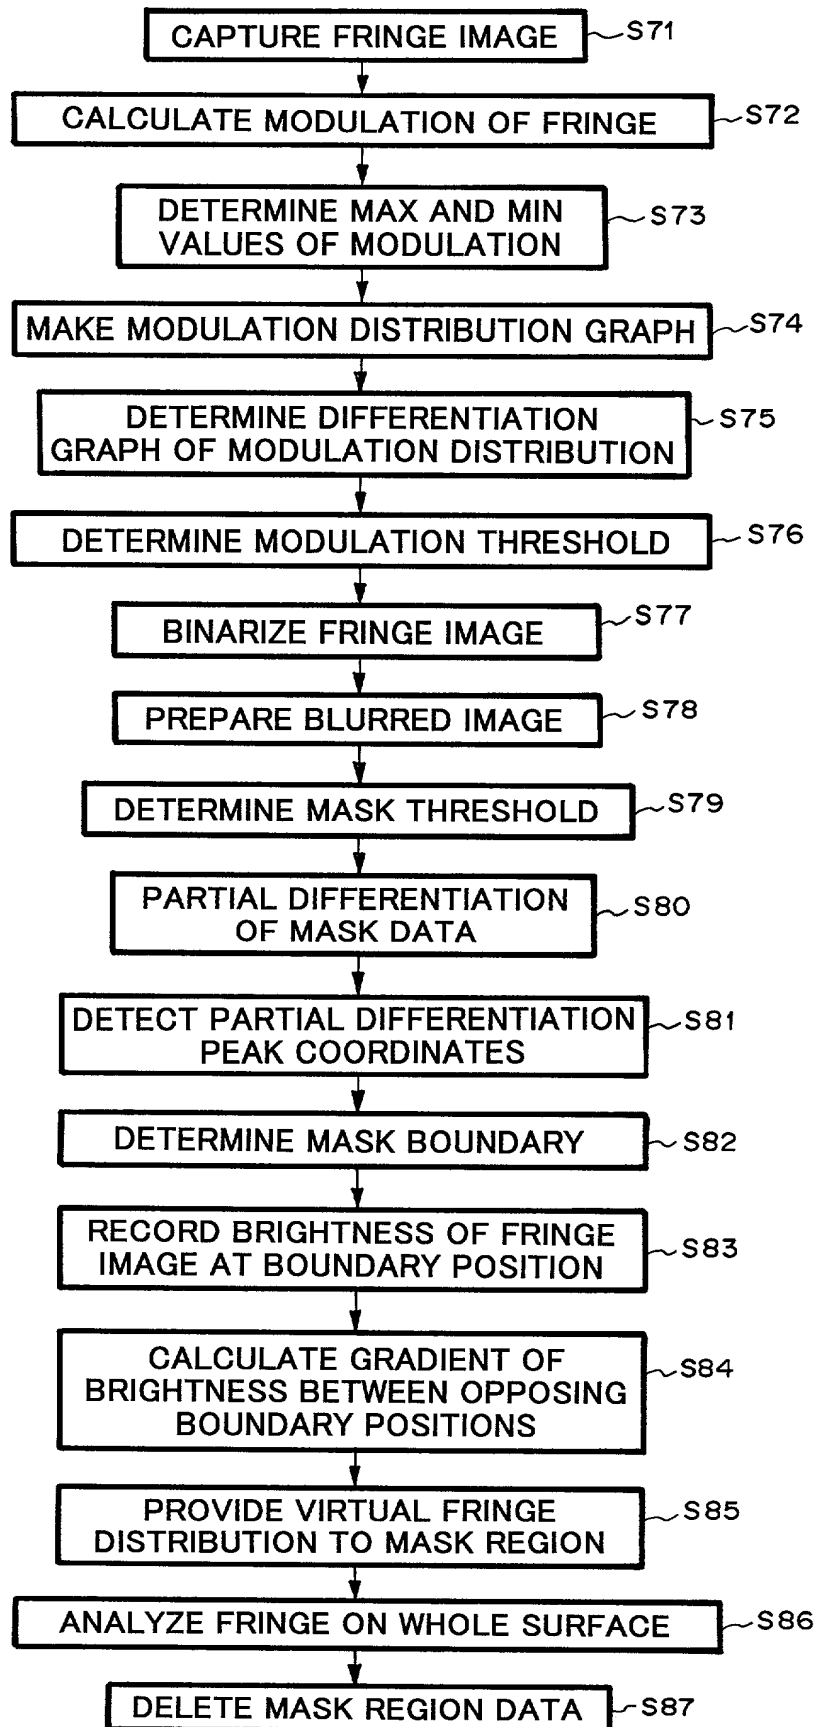 CAPTURE FRINGE IMAGE S71
CALCULATE MODULATION OF FRINGE S72
DETERMINE MAX AND MIN S73
VALUES OF MODULATION
MAKE MODULATION DISTRIBUTION GRAPH S74
DETERMINE DIFFERENTIATION S75
GRAPH OF MODULATION DISTRIBUTION
DETERMINE MODULATION THRESHOLD S76
BINARIZE FRINGE IMAGE S77
PREPARE BLURRED IMAGE S78
DETERMINE MASK THRESHOLD S79
PARTIAL DIFFERENTIATION S80
OF MASK DATA
DETECT PARTIAL DIFFERENTIATION S81
PEAK COORDINATES
DETERMINE MASK BOUNDARY S82
RECORD BRIGHTNESS OF FRINGE S83
IMAGE AT BOUNDARY POSITION
CALCULATE GRADIENT OF S84
BRIGHTNESS BETWEEN OPPOSING
BOUNDARY POSITIONS
PROVIDE VIRTUAL FRINGE S85
DISTRIBUTION TO MASK REGION
ANALYZE FRINGE ON WHOLE SURFACE S86
DELETE MASK REGION DATA S87